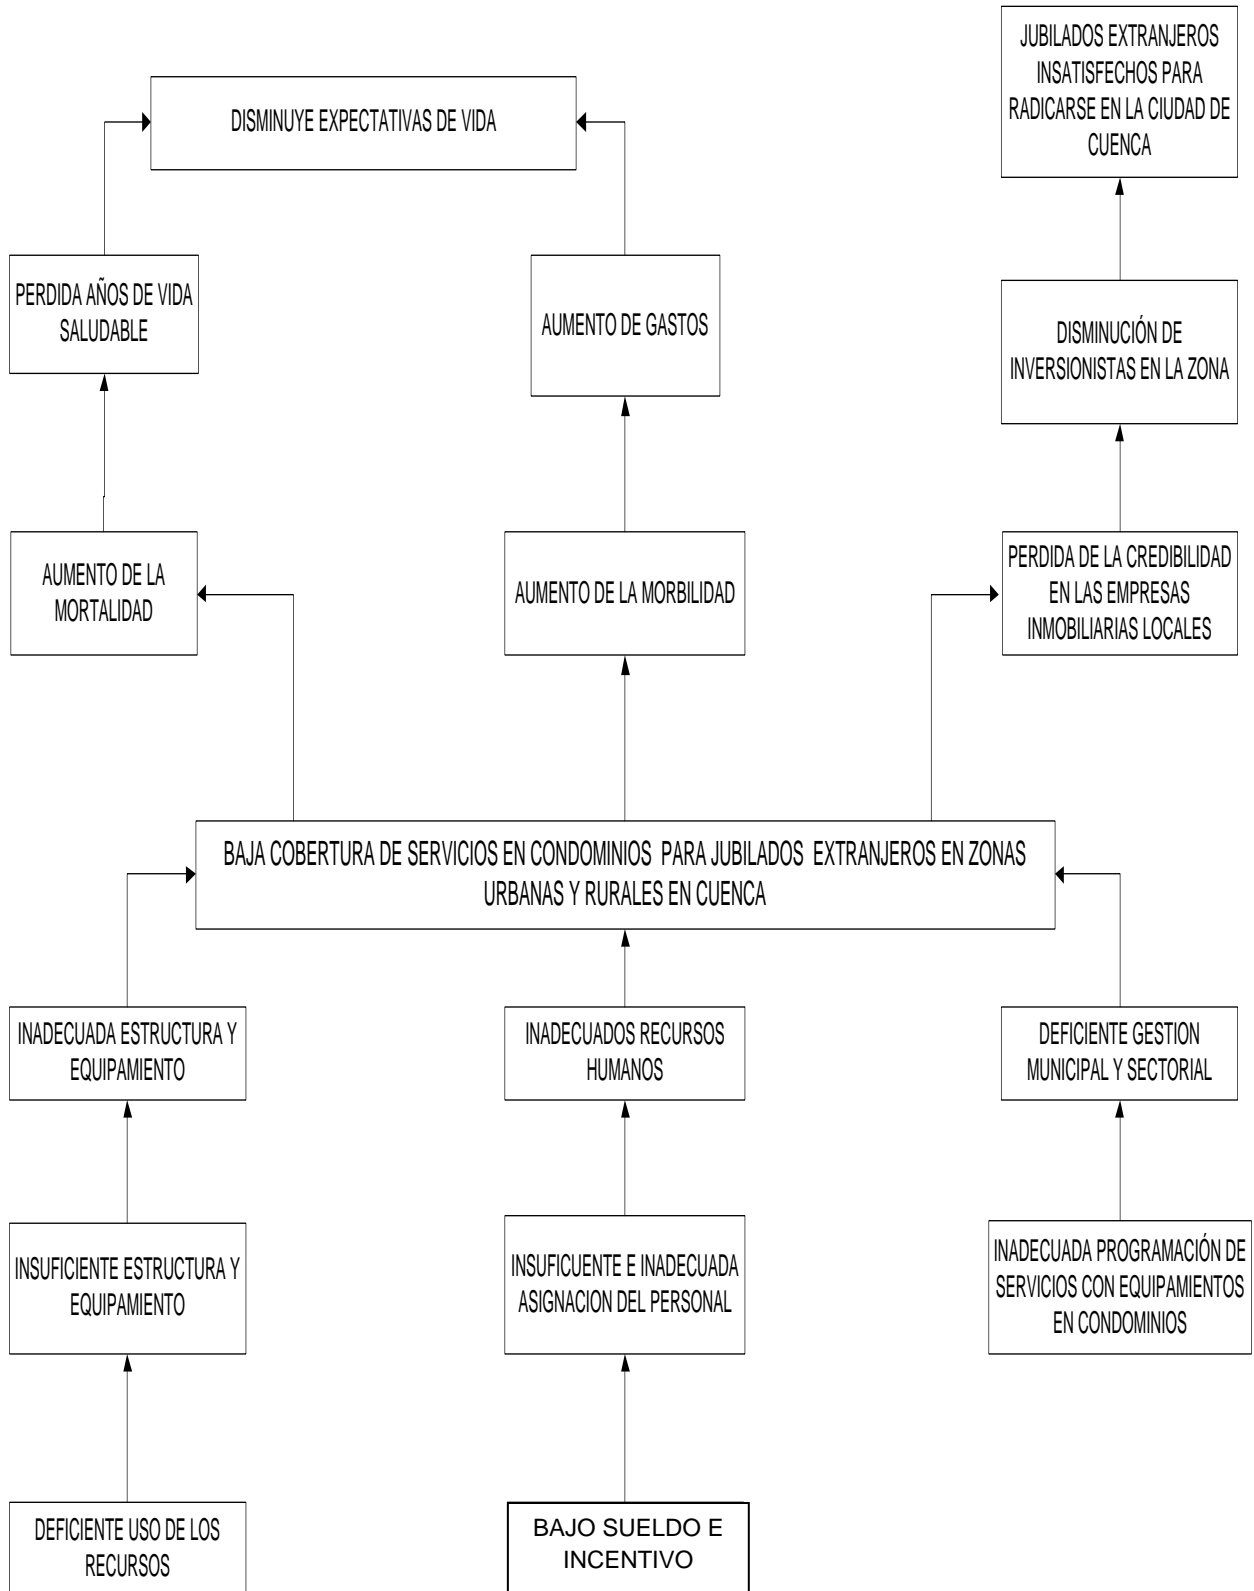 JUBILADOS EXTRANJEROS
INSATISFECHOS PARA
RADICARSE EN LA CIUDAD DE
CUENCA
DISMINUYE EXPECTATIVAS DE VIDA
PERDIDA AÑOS DE VIDA
SALUDABLE
AUMENTO DE GASTOS
DISMINUCIÓN DE
INVERSIONISTAS EN LA ZONA
AUMENTO DE LA
MORTALIDAD
AUMENTO DE LA MORBILIDAD
PERDIDA DE LA CREDIBILIDAD
EN LAS EMPRESAS
INMOBILIARIAS LOCALES
BAJA COBERTURA DE SERVICIOS EN CONDOMINIOS PARA JUBILADOS EXTRANJEROS EN ZONAS
URBANAS Y RURALES EN CUENCA
INADECUADA ESTRUCTURA Y
EQUIPAMIENTO
INADECUADOS RECURSOS
HUMANOS
DEFICIENTE GESTION
MUNICIPAL Y SECTORIAL
INSUFICIENTE ESTRUCTURA Y
EQUIPAMIENTO
INSUFICUENTE E INADECUADA
ASIGNACION DEL PERSONAL
INADECUADA PROGRAMACIÓN DE
SERVICIOS CON EQUIPAMIENTOS
EN CONDOMINIOS
DEFICIENTE USO DE LOS
RECURSOS
BAJO SUELDO E
INCENTIVO